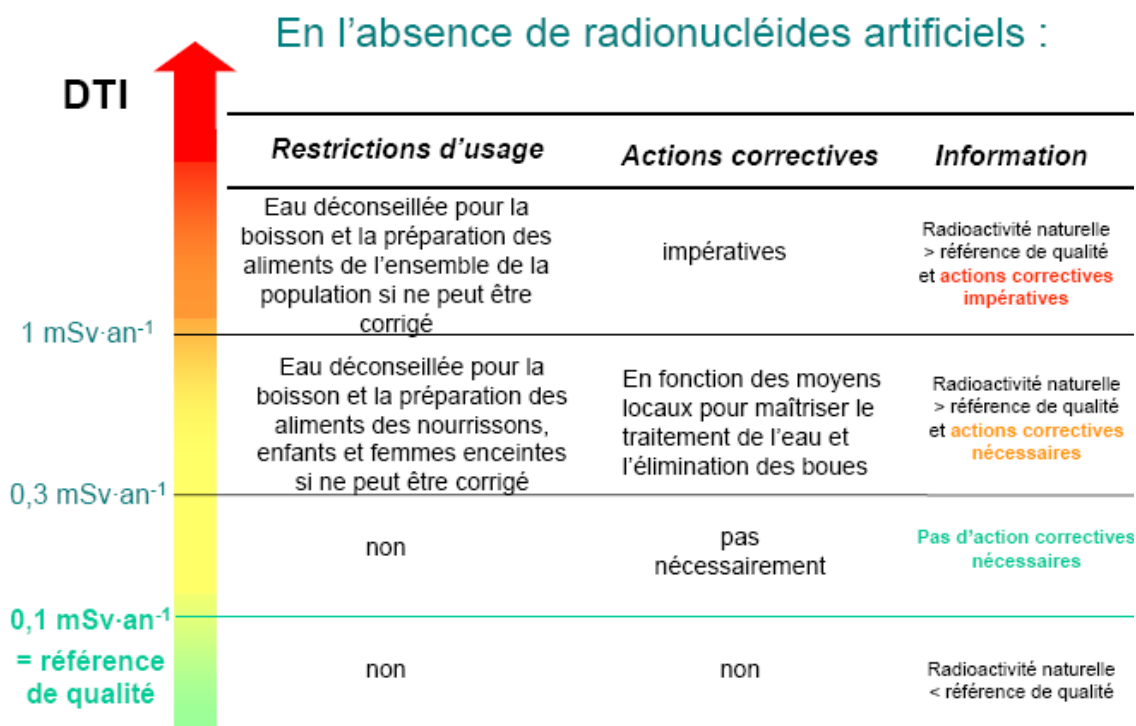 En l’absence de radionucléides artificiels :
DTI
Restrictions d’usage
Actions correctives
Information
Eau déconseillée pour la
boisson et la préparation des
aliments de l’ensemble de la
population si ne peut être
corrigé
impératives
Radioactivité naturelle
> référence de qualité
et actions correctives
impératives
1 mSv·an-1
Eau déconseillée pour la
boisson et la préparation des
aliments des nourrissons,
enfants et femmes enceintes
si ne peut être corrigé
En fonction des moyens
locaux pour maîtriser le
traitement de l’eau et
l’élimination des boues
Radioactivité naturelle
> référence de qualité
et actions correctives
nécessaires
0,3 mSv·an-1
non
pas
nécessairement
Pas d’action correctives
nécessaires
0,1 mSv·an-1
= référence
de qualité
non
non
Radioactivité naturelle
< référence de qualité